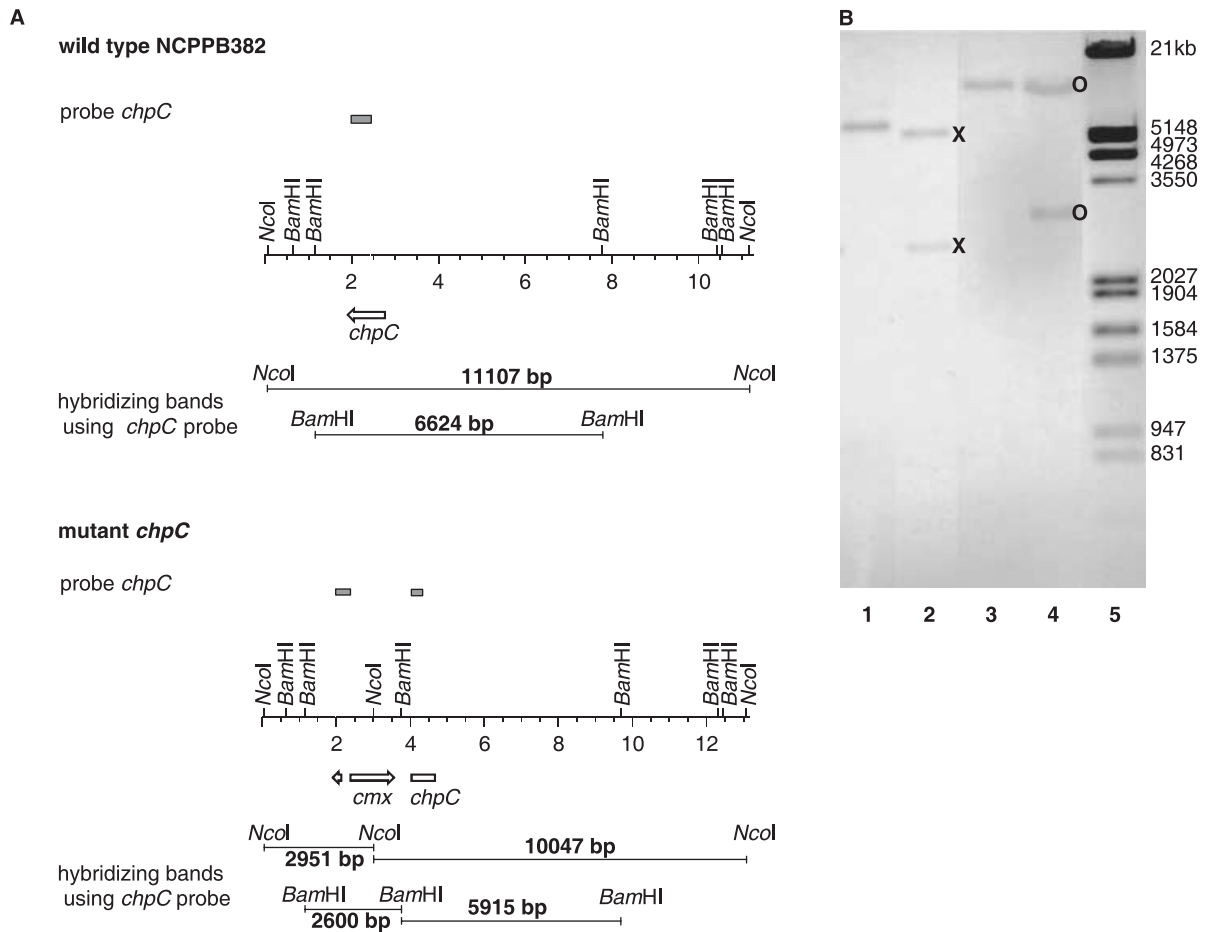 A
wild type NCPPB382
probe chpC
NcoI
BamHI
BamHI
BamHI
BamHI
BamHI
NcoI
2 4 6 8 10
chpC
NcoI 11107 bp NcoI
hybridizing bands
using chpC probe
BamHI 6624 bp BamHI
mutant chpC
probe chpC
NcoI
BamHI
BamHI
NcoI
BamHI
BamHI
BamHI
BamHI
NcoI
2 4 6 8 10 12
cmx chpC
NcoI NcoI NcoI
2951 bp 10047 bp
hybridizing bands
using chpC probe
BamHI BamHI BamHI
2600 bp 5915 bp
B
21kb
O
5148
X
4973
4268
3550
O
X
2027
1904
1584
1375
947
831
1 2 3 4 5